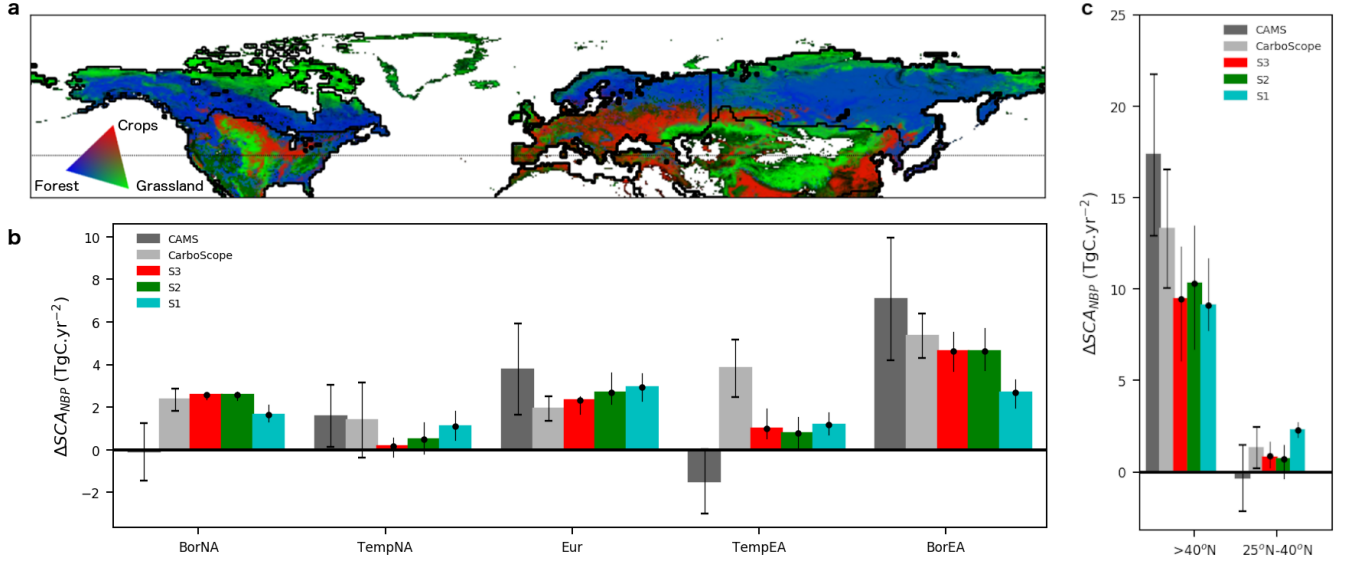 a
Crops
Forest
Grassland
b
ΔSCA_NBP (TgC.yr⁻²)
10
8
6
4
2
0
−2
CAMS
CarboScope
S3
S2
S1
BorNA
TempNA
Eur
TempEA
BorEA
c
ΔSCA_NBP (TgC.yr⁻²)
25
20
15
10
5
0
CAMS
CarboScope
S3
S2
S1
>40°N
25°N-40°N